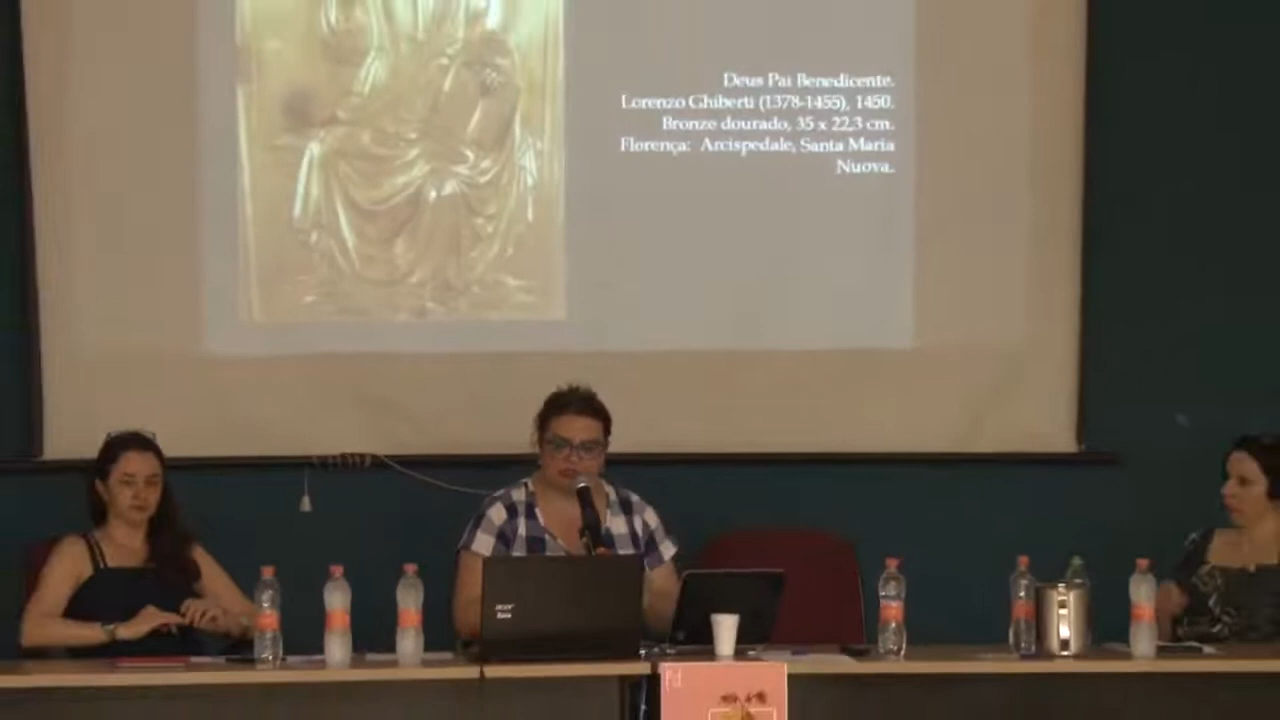 Deus Pai Benedicente.
Lorenzo Ghiberti (1378-1455), 1450.
Bronze dourado, 35 x 22,3 cm.
Florença: Arcispedale, Santa Maria
Nuova.
acer